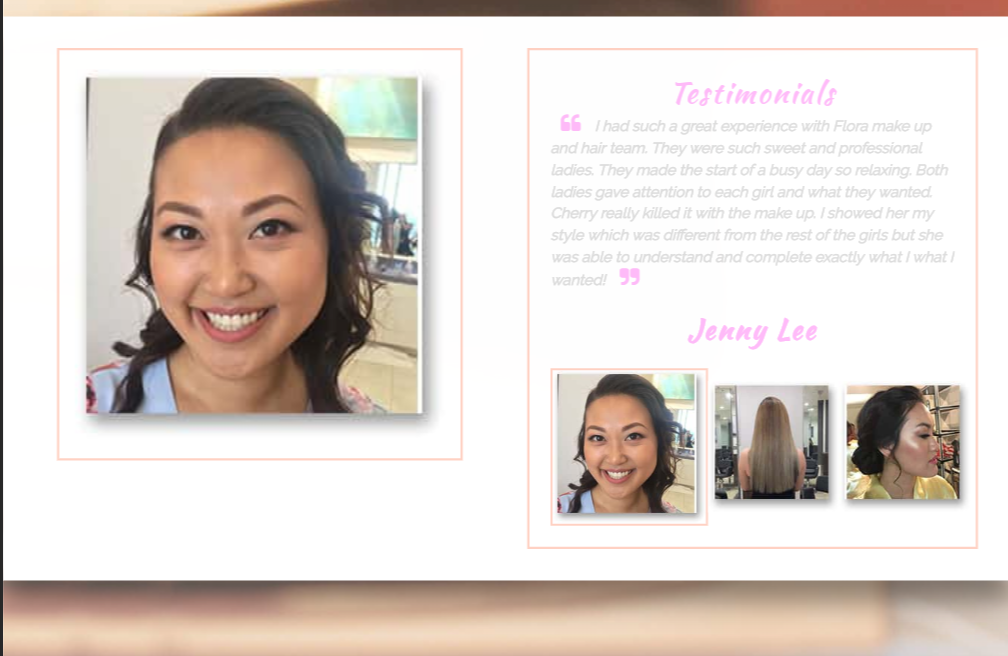 Testimonials
❝ I had such a great experience with Flora make up
and hair team. They were such sweet and professional
ladies. They made the start of a busy day so relaxing. Both
ladies gave attention to each girl and what they wanted.
Cherry really killed it with the make up. I showed her my
style which was different from the rest of the girls but she
was able to understand and complete exactly what I what I
wanted! ❞
Jenny Lee